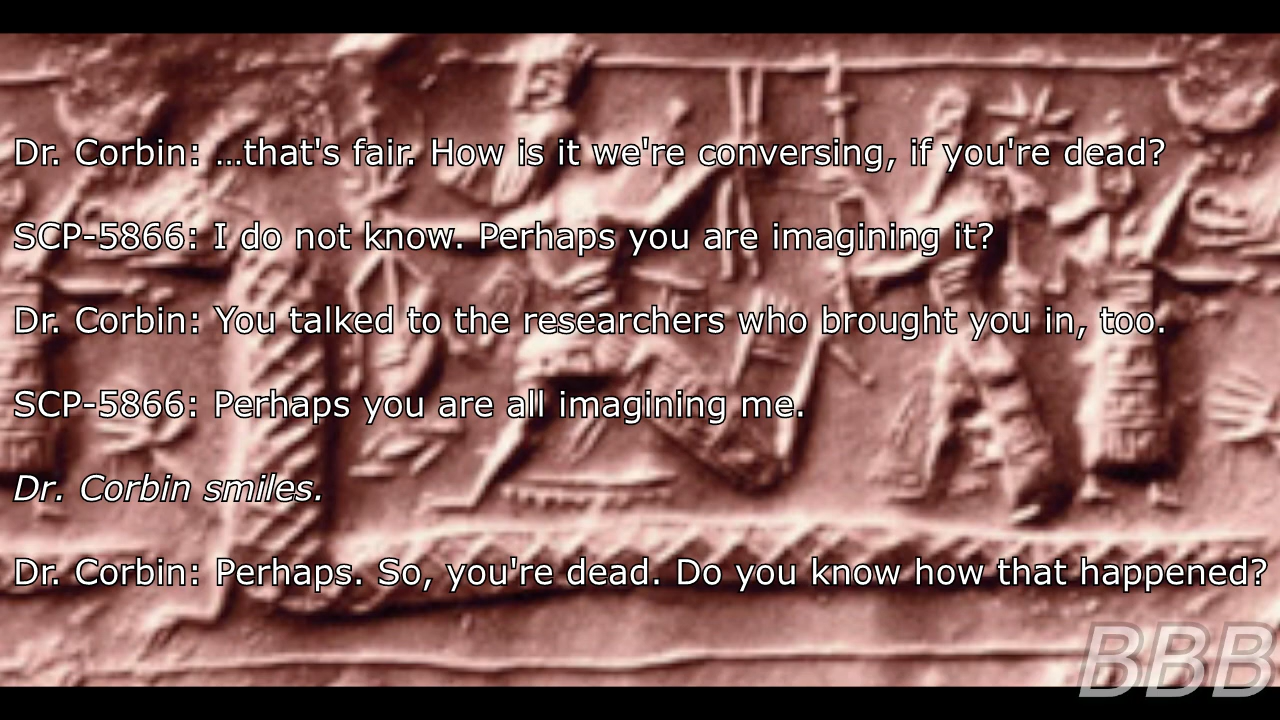 Dr. Corbin: ...that's fair. How is it we're conversing, if you're dead?
SCP-5866: I do not know. Perhaps you are imagining it?
Dr. Corbin: You talked to the researchers who brought you in, too.
SCP-5866: Perhaps you are all imagining me.
Dr. Corbin smiles.
Dr. Corbin: Perhaps. So, you're dead. Do you know how that happened?
BBB